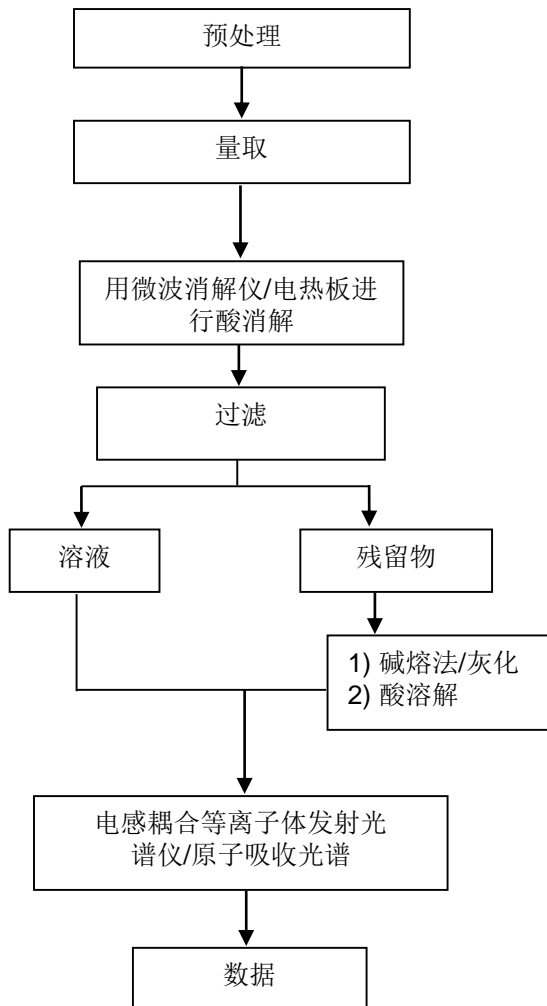 预处理
量取
用微波消解仪/电热板进
行酸消解
过滤
溶液
残留物
1) 碱熔法/灰化
2) 酸溶解
电感耦合等离子体发射光
谱仪/原子吸收光谱
数据